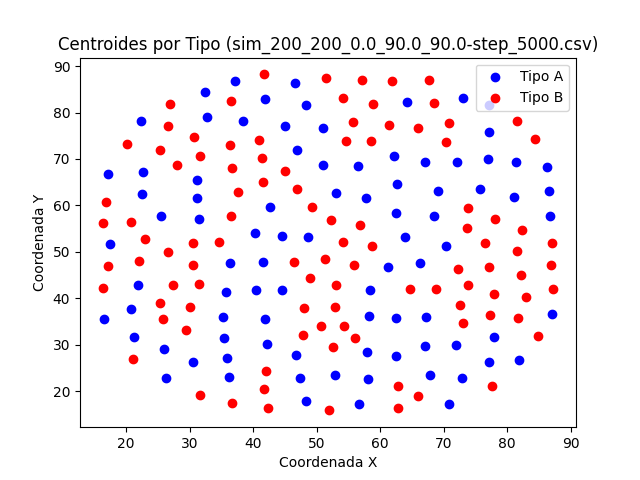 Centroides por Tipo (sim_200_200_0.0_90.0_90.0-step_5000.csv)
Tipo A
Tipo B
90
80
70
60
50
40
30
20
Coordenada Y
20 30 40 50 60 70 80 90
Coordenada X